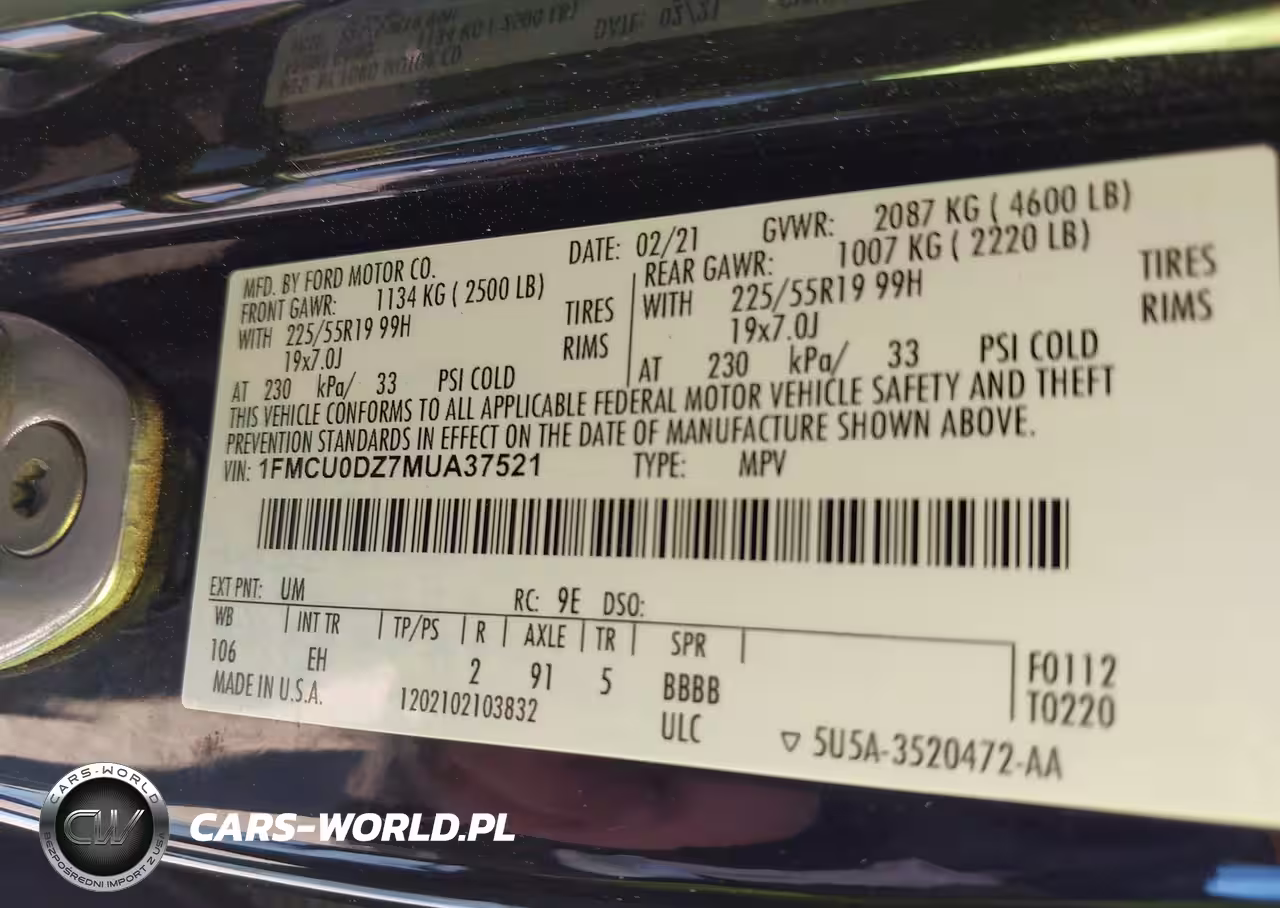 MFD. BY FORD MOTOR CO. DATE: 02/21 GVWR: 2087 KG ( 4600 LB)
FRONT GAWR: 1134 KG ( 2500 LB) REAR GAWR: 1007 KG ( 2220 LB)
WITH 225/55R19 99H TIRES WITH 225/55R19 99H TIRES
19x7.0J RIMS 19x7.0J RIMS
AT 230 kPa/ 33 PSI COLD AT 230 kPa/ 33 PSI COLD
THIS VEHICLE CONFORMS TO ALL APPLICABLE FEDERAL MOTOR VEHICLE SAFETY AND THEFT
PREVENTION STANDARDS IN EFFECT ON THE DATE OF MANUFACTURE SHOWN ABOVE.
VIN: 1FMCU0DZ7MUA37521 TYPE: MPV
EXT PNT: UM RC: 9E DSO:
WB INT TR TP/PS R AXLE TR SPR
106 EH 2 91 5 BBBB F0112
MADE IN U.S.A. 1202102103832 ULC T0220
5U5A-3520472-AA
CARS-WORLD
CW
BEZPOŚREDNI IMPORT Z USA
CARS-WORLD.PL